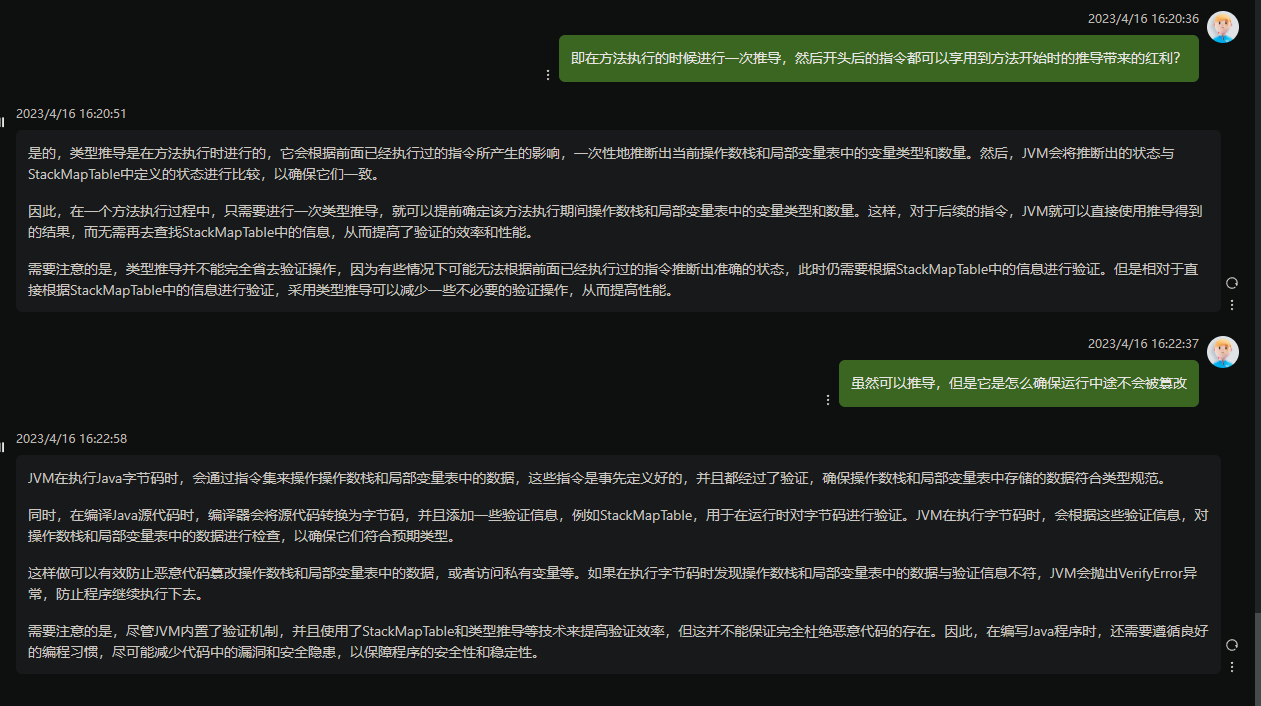 2023/4/16 16:20:36
即在方法执行的时候进行一次推导，然后开头后的指令都可以享用到方法开始时的推导带来的红利?
2023/4/16 16:20:51
是的，类型推导是在方法执行时进行的，它会根据前面已经执行过的指令所产生的影响，一次性地推断出当前操作数栈和局部变量表中的变量类型和数量。然后，JVM会将推断出的状态与
StackMapTable中定义的状态进行比较，以确保它们一致。
因此，在一个方法执行过程中，只需要进行一次类型推导，就可以提前确定该方法执行期间操作数栈和局部变量表中的变量类型和数量。这样，对于后续的指令，JVM就可以直接使用推导得到
的结果，而无需再去查找StackMapTable中的信息，从而提高了验证的效率和性能。
需要注意的是，类型推导并不能完全省去验证操作，因为有些情况下可能无法根据前面已经执行过的指令推断出准确的状态，此时仍需要根据StackMapTable中的信息进行验证。但是相对于直
接根据StackMapTable中的信息进行验证，采用类型推导可以减少一些不必要的验证操作，从而提高性能。
2023/4/16 16:22:37
虽然可以推导，但是它是怎么确保运行中途不会被篡改
2023/4/16 16:22:58
JVM在执行Java字节码时，会通过指令集来操作操作数栈和局部变量表中的数据，这些指令是事先定义好的，并且都经过了验证，确保操作数栈和局部变量表中存储的数据符合类型规范。
同时，在编译Java源代码时，编译器会将源代码转换为字节码，并且添加一些验证信息，例如StackMapTable，用于在运行时对字节码进行验证。JVM在执行字节码时，会根据这些验证信息，对
操作数栈和局部变量表中的数据进行检查，以确保它们符合预期类型。
这样做可以有效防止恶意代码篡改操作数栈和局部变量表中的数据，或者访问私有变量等。如果在执行字节码时发现操作数栈和局部变量表中的数据与验证信息不符，JVM会抛出VerifyError异
常，防止程序继续执行下去。
需要注意的是，尽管JVM内置了验证机制，并且使用了StackMapTable和类型推导等技术来提高验证效率，但这并不能保证完全杜绝恶意代码的存在。因此，在编写Java程序时，还需要遵循良好
的编程习惯，尽可能减少代码中的漏洞和安全隐患，以保障程序的安全性和稳定性。